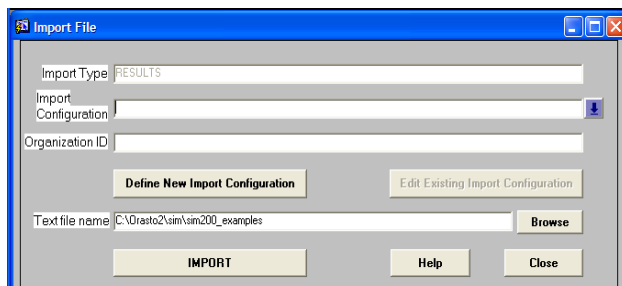 Import File
Import Type RESULTS
Import
Configuration
Organization ID
Define New Import Configuration Edit Existing Import Configuration
Text file name C:\Orasto2\sim\sim200_examples Browse
IMPORT Help Close